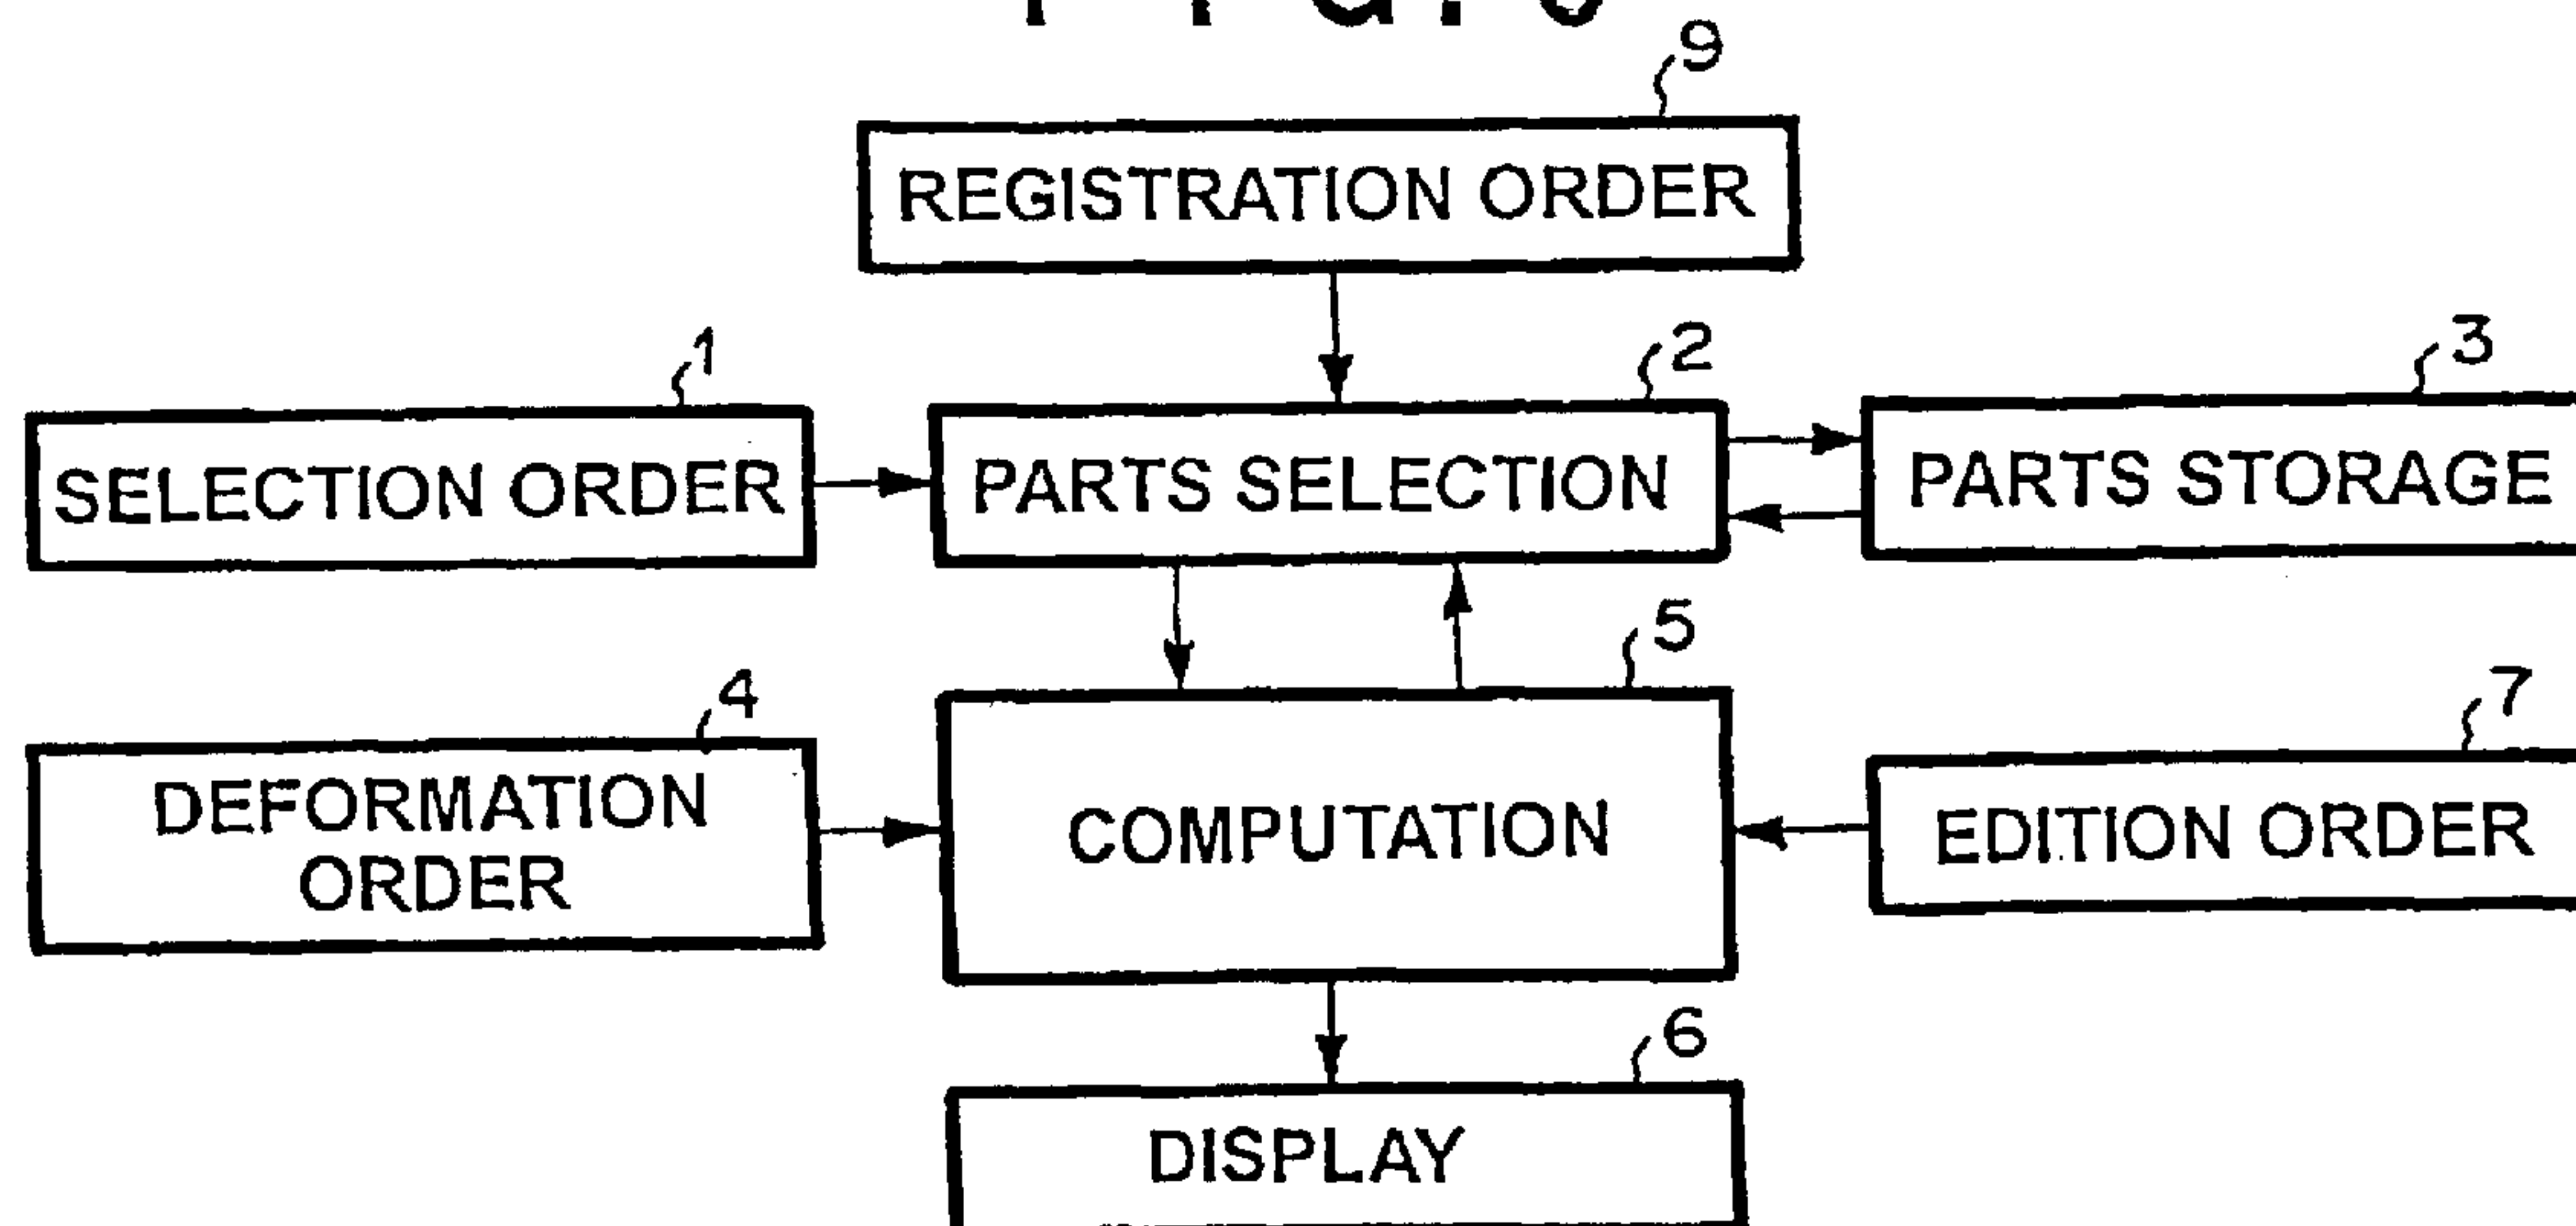 9
REGISTRATION ORDER
1
2
3
SELECTION ORDER
PARTS SELECTION
PARTS STORAGE
5
4
7
DEFORMATION
ORDER
COMPUTATION
EDITION ORDER
6
DISPLAY